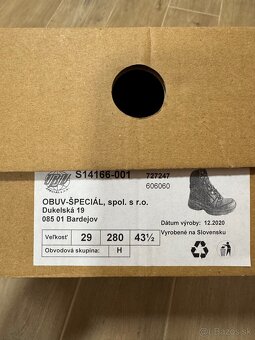 S14166-001
727247
606060
OBUV-ŠPECIÁL, spol. s r.o.
Dukelská 19
085 01 Bardejov
Dátum výroby: 12.2020
Vyrobené na Slovensku
Veľkosť 29 280 43½
Obvodová skupina: H